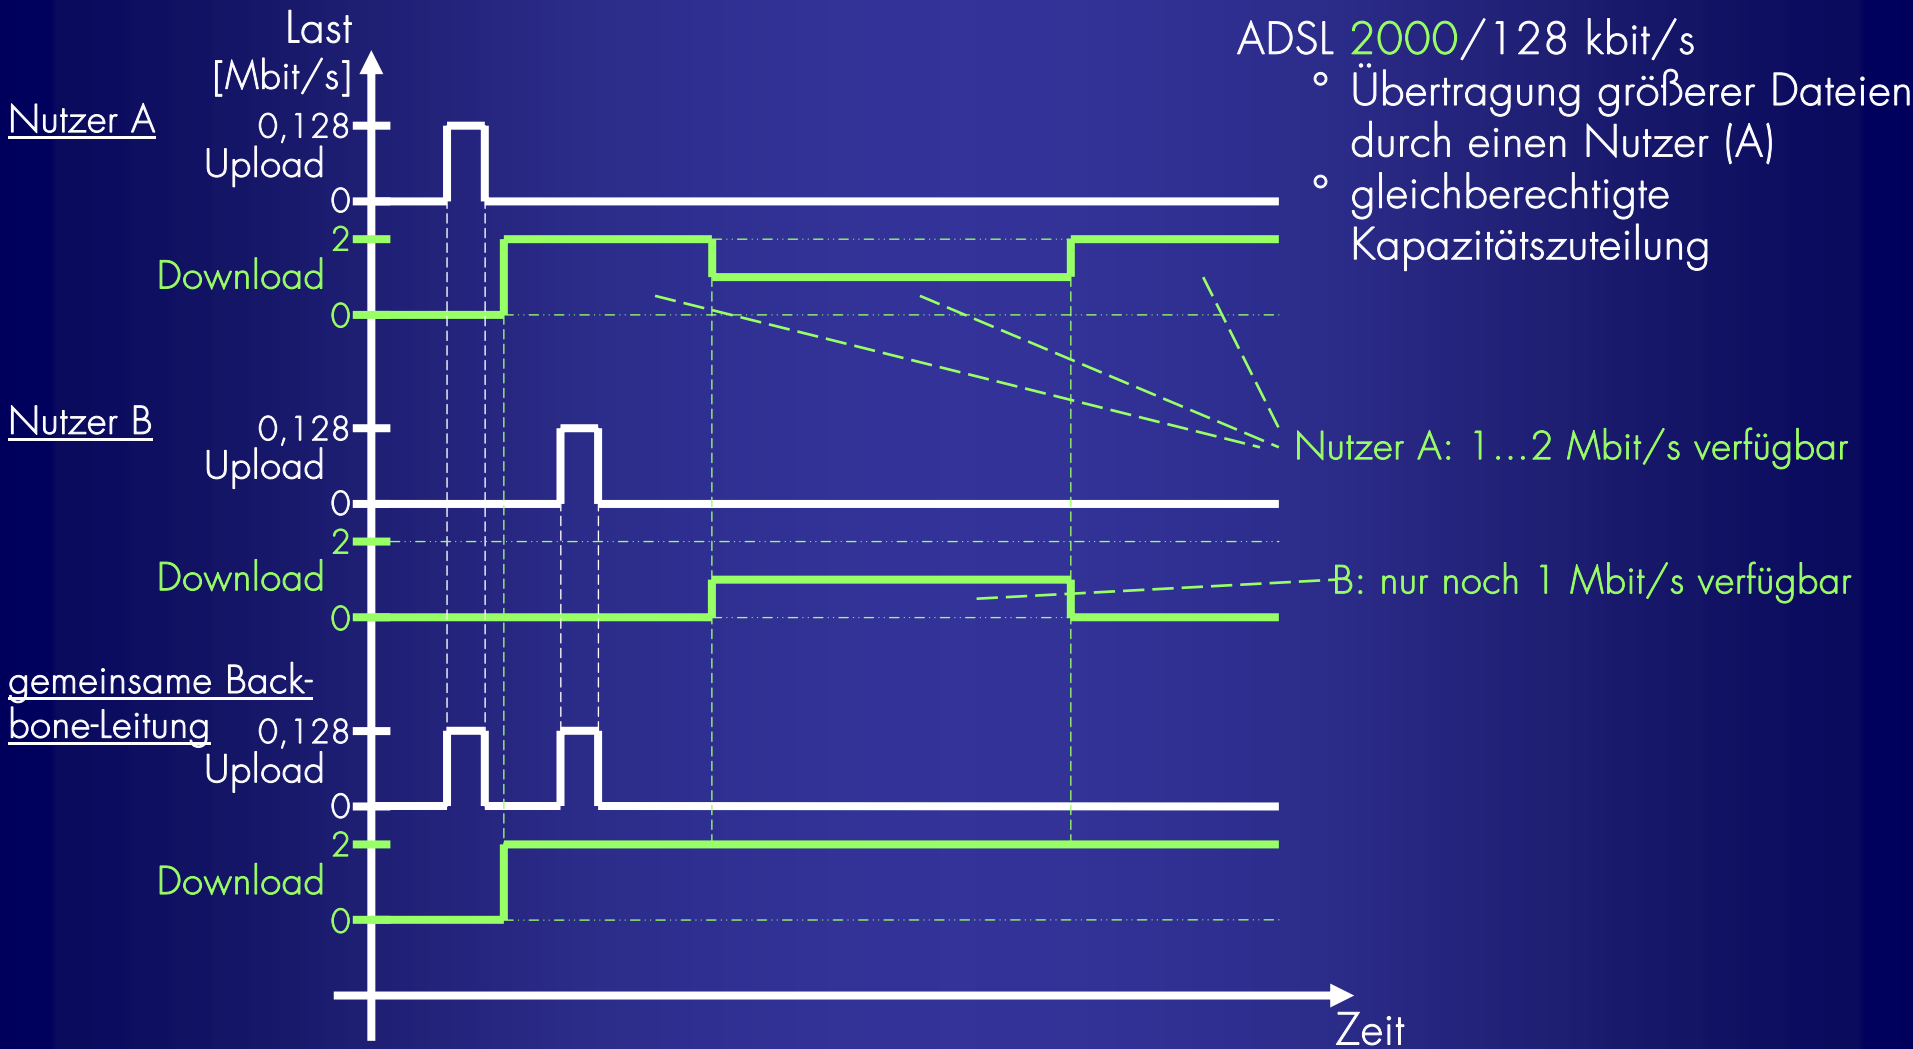 Last
[Mbit/s]
ADSL 2000/128 kbit/s
° Übertragung größerer Dateien
durch einen Nutzer (A)
° gleichberechtigte
Kapazitätszuteilung
Nutzer A
0,128
Upload
0
2
Download
0
Nutzer B
0,128
Upload
0
2
Download
0
Nutzer A: 1...2 Mbit/s verfügbar
B: nur noch 1 Mbit/s verfügbar
gemeinsame Back-
bone-Leitung
0,128
Upload
0
2
Download
0
Zeit